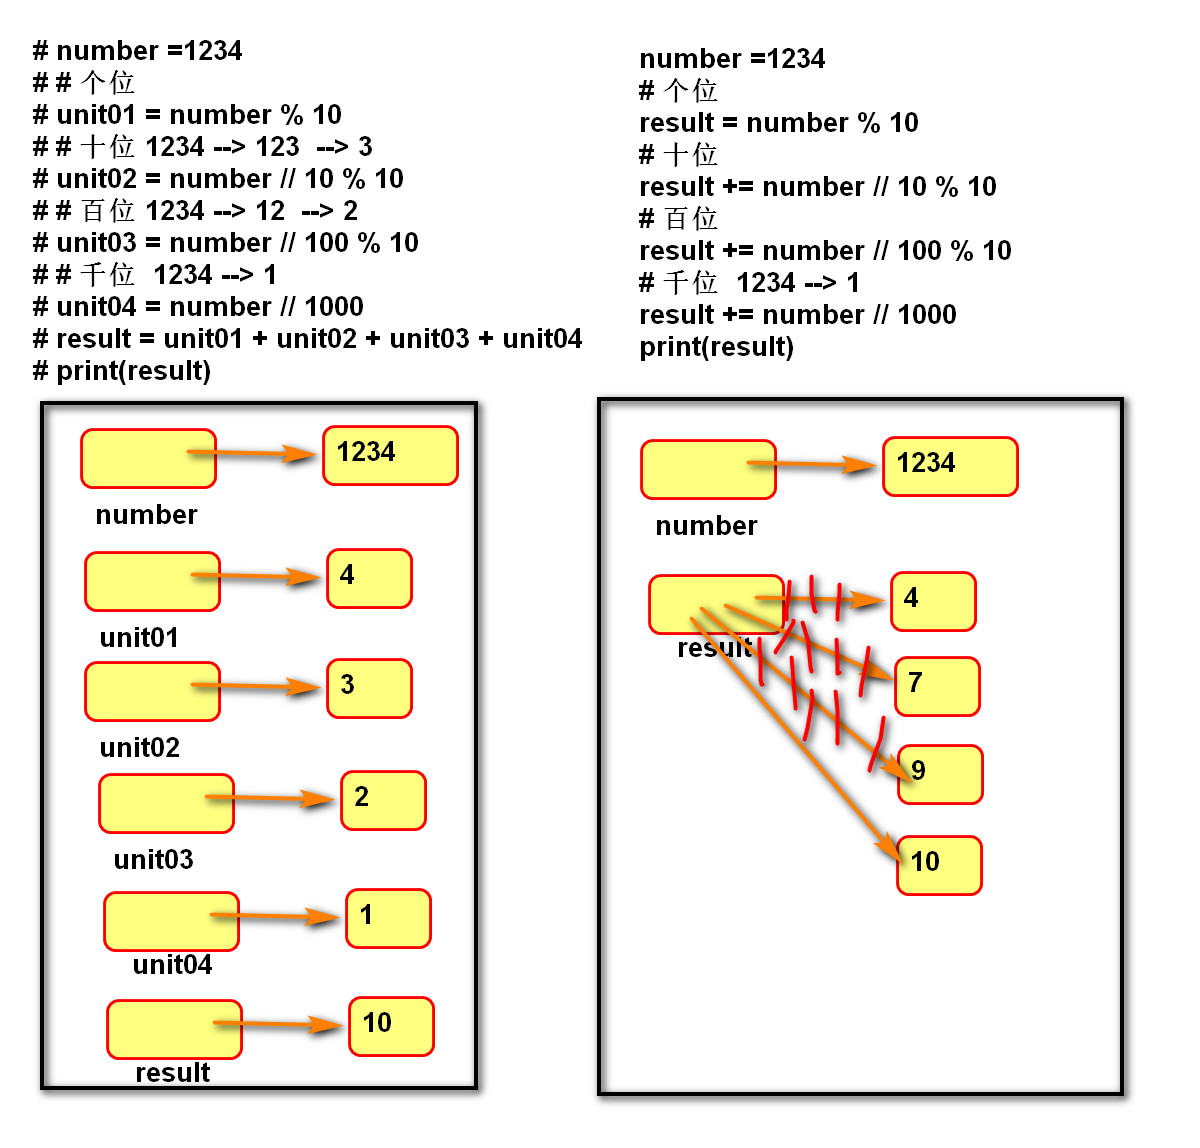 # number =1234
# # 个位
# unit01 = number % 10
# # 十位 1234 --> 123  --> 3
# unit02 = number // 10 % 10
# # 百位 1234 --> 12  --> 2
# unit03 = number // 100 % 10
# # 千位  1234 --> 1
# unit04 = number // 1000
# result = unit01 + unit02 + unit03 + unit04
# print(result)
number =1234
# 个位
result = number % 10
# 十位
result += number // 10 % 10
# 百位
result += number // 100 % 10
# 千位  1234 --> 1
result += number // 1000
print(result)
1234
number
4
unit01
3
unit02
2
unit03
1
unit04
10
result
1234
number
4
result
7
9
10